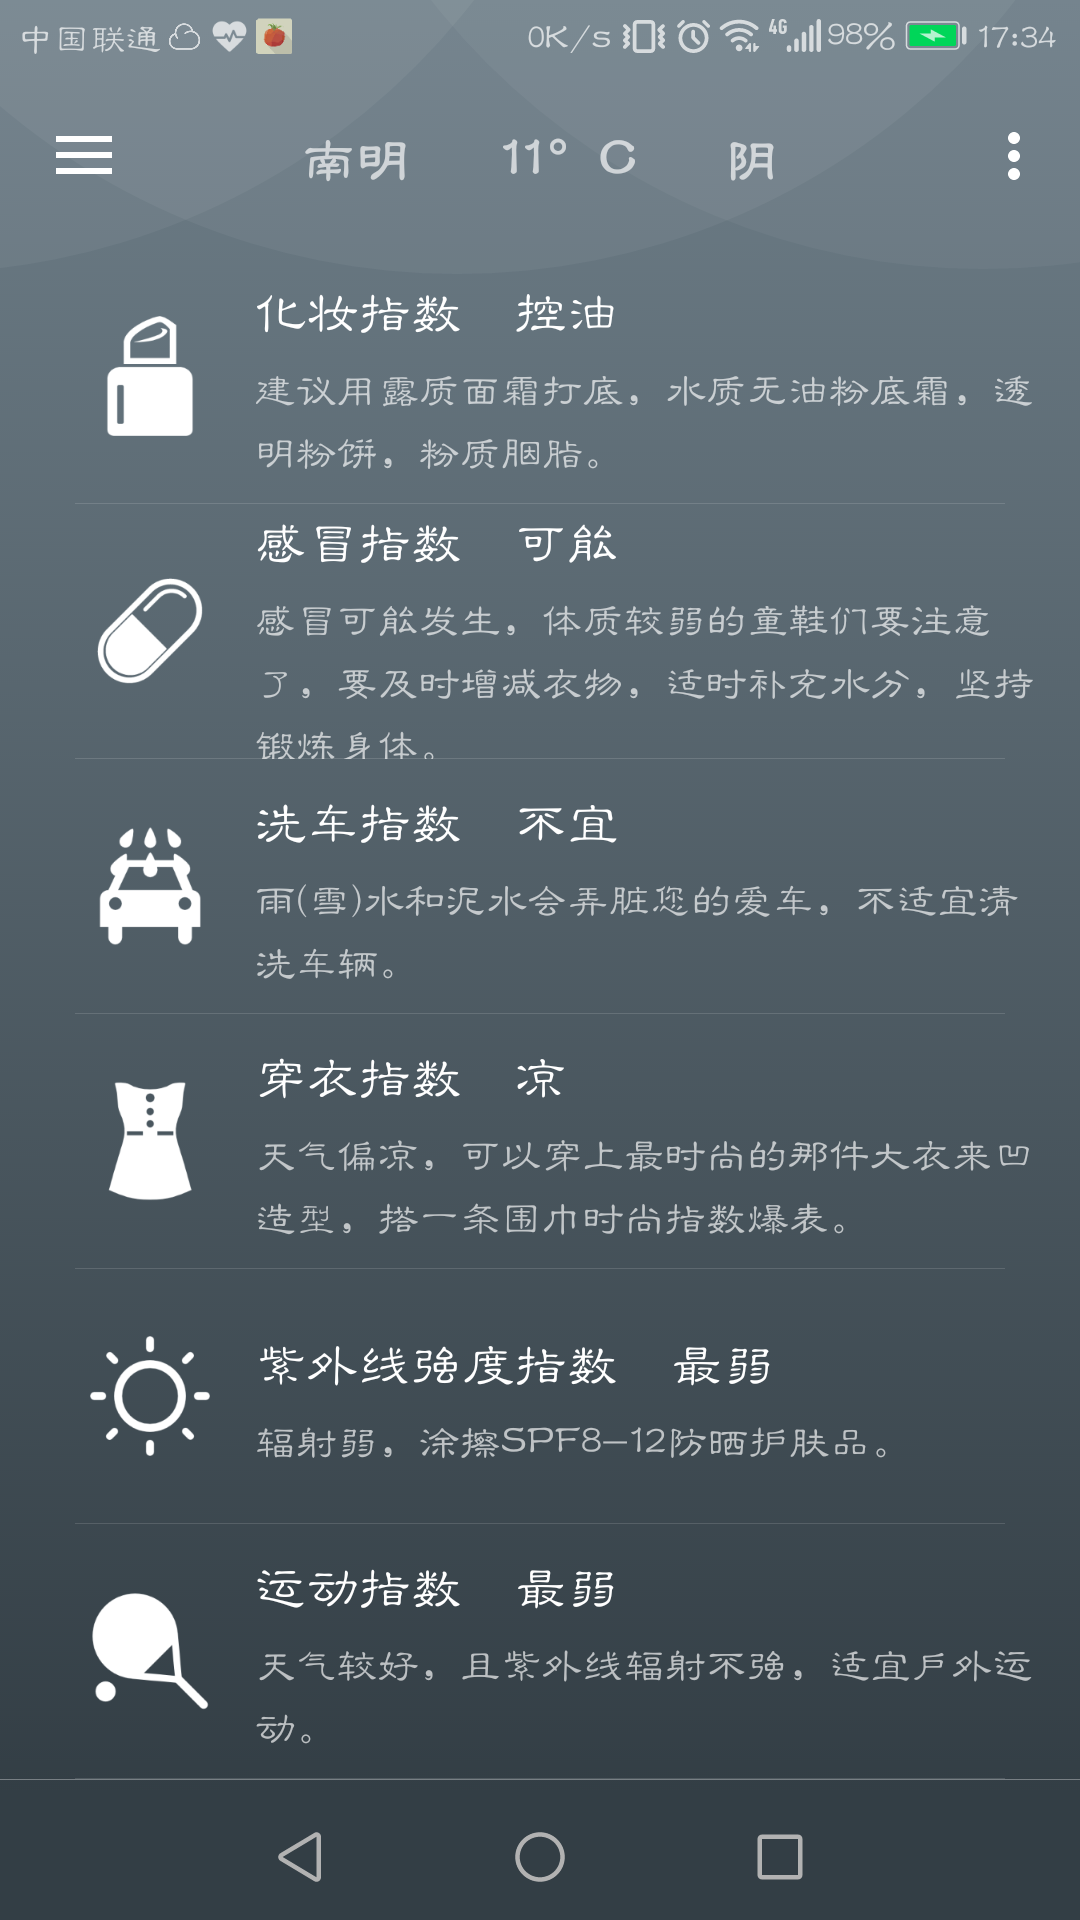 中国联通 0K/s 4G 98% 17:34
南明 11° C 阴
化妆指数 控油
建议用露质面霜打底，水质无油粉底霜，透
明粉饼，粉质胭脂。
感冒指数 可能
感冒可能发生，体质较弱的童鞋们要注意
了，要及时增减衣物，适时补充水分，坚持
锻炼身体。
洗车指数 不宜
雨(雪)水和泥水会弄脏您的爱车，不适宜清
洗车辆。
穿衣指数 凉
天气偏凉，可以穿上最时尚的那件大衣来凹
造型，搭一条围巾时尚指数爆表。
紫外线强度指数 最弱
辐射弱，涂擦SPF8-12防晒护肤品。
运动指数 最弱
天气较好，且紫外线辐射不强，适宜户外运
动。